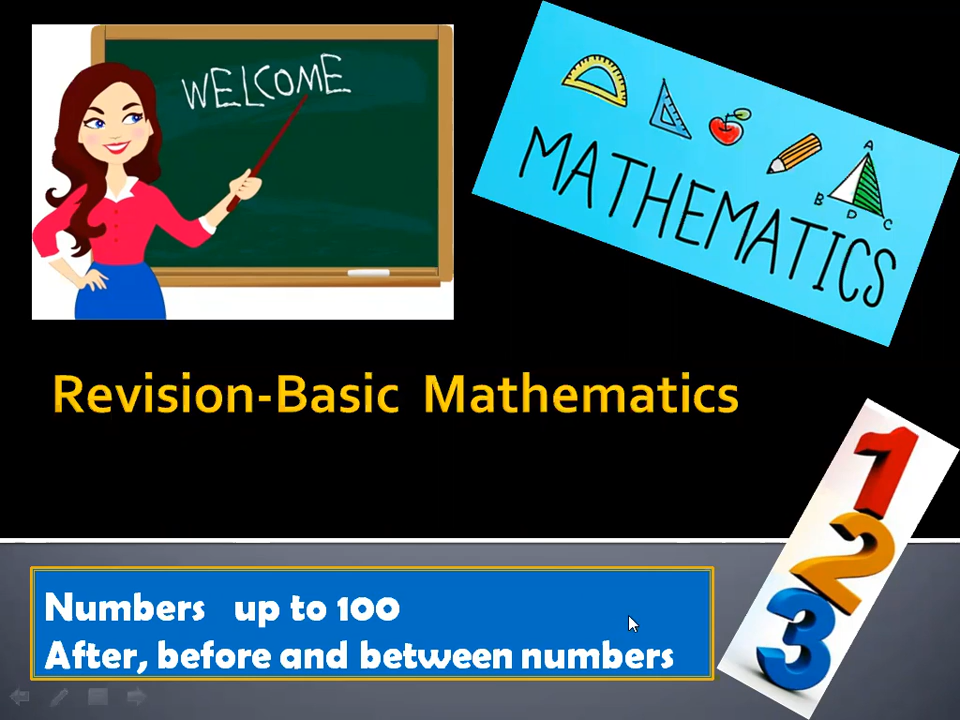 WELCOME
MATHEMATICS
A
B
D
C
Revision-Basic Mathematics
1
2
3
Numbers up to 100
After, before and between numbers